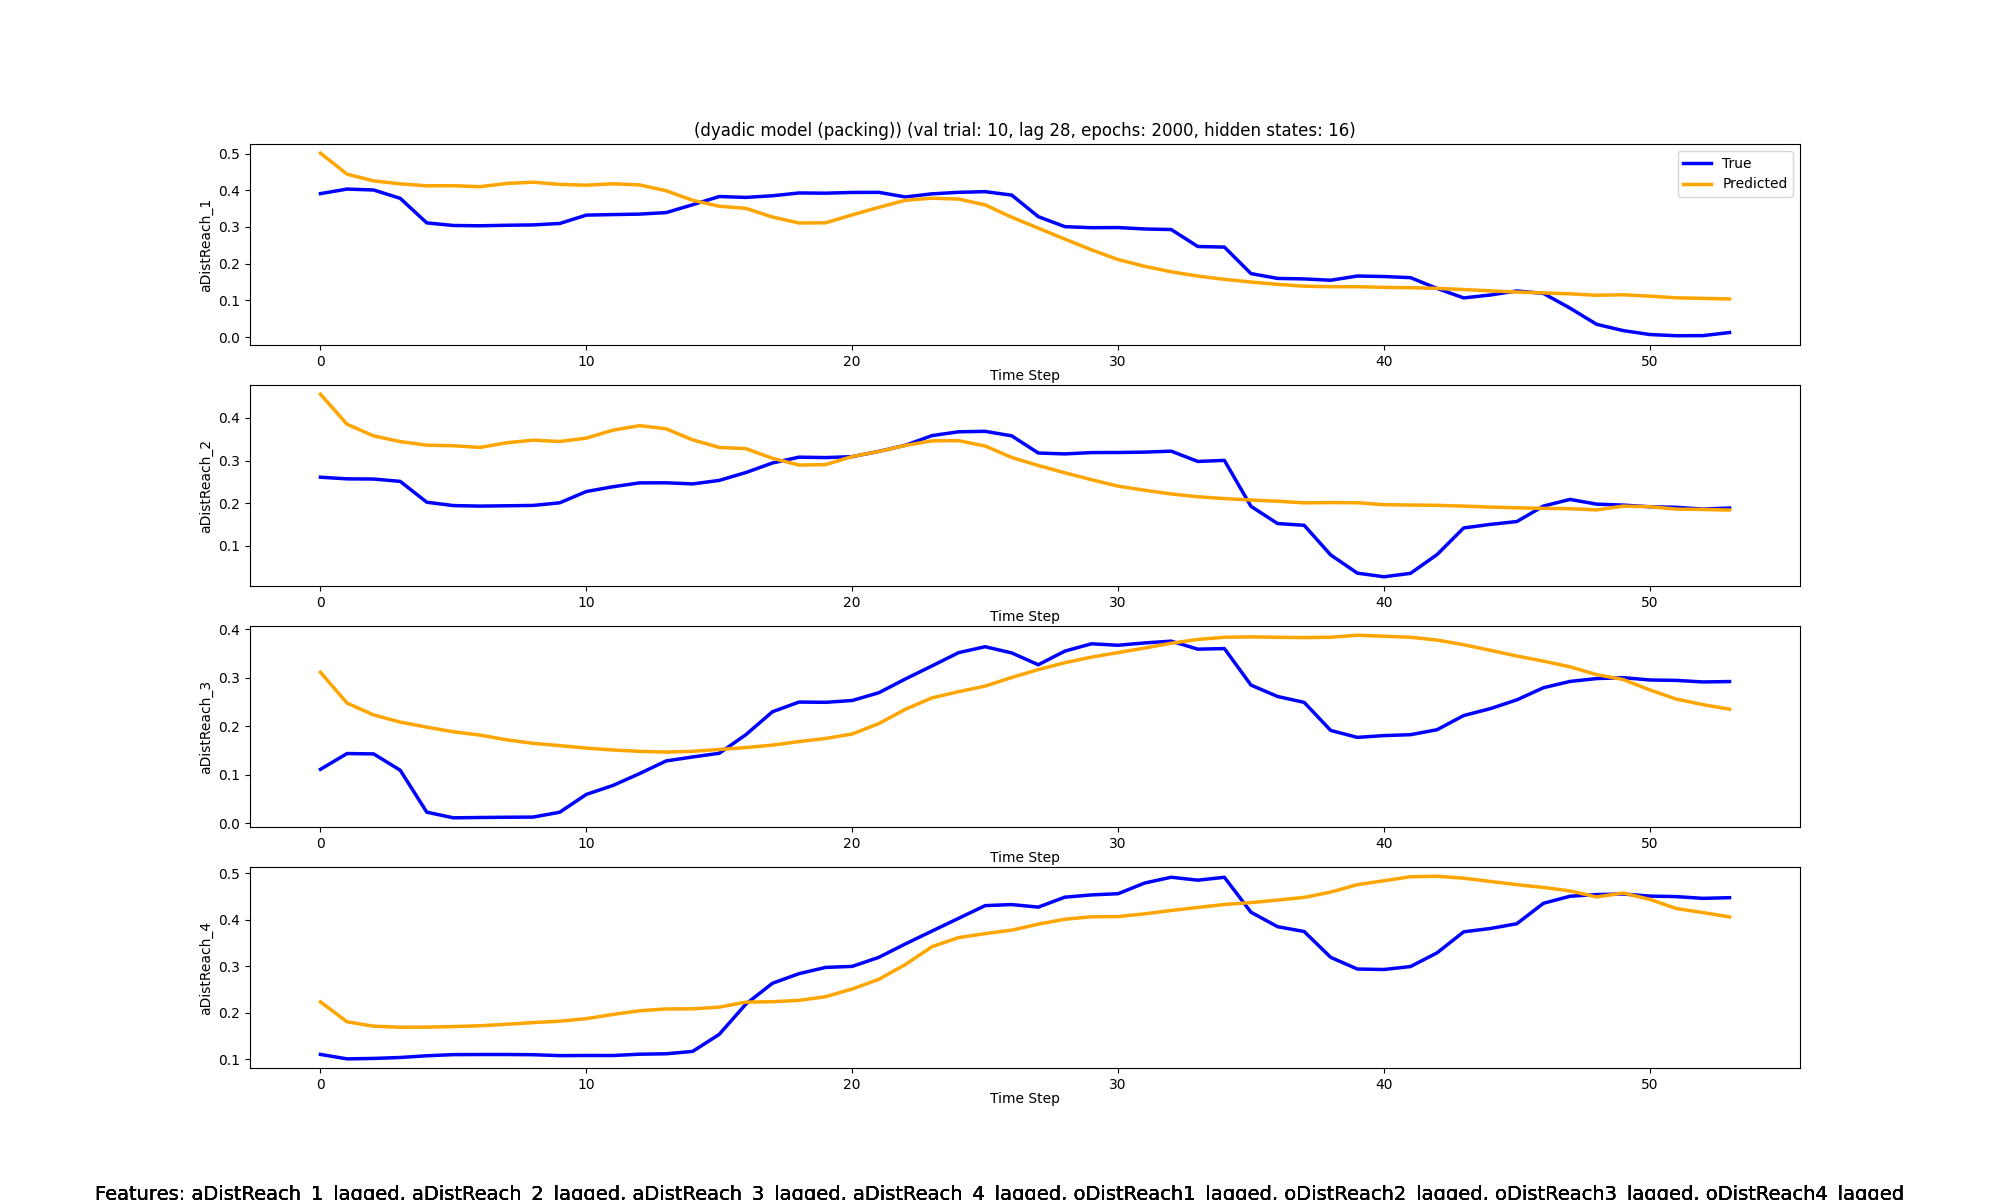 (dyadic model (packing)) (val trial: 10, lag 28, epochs: 2000, hidden states: 16)
True
Predicted
aDistReach_1
0.5
0.4
0.3
0.2
0.1
0.0
0 10 20 30 40 50
Time Step
aDistReach_2
0.4
0.3
0.2
0.1
0 10 20 30 40 50
Time Step
aDistReach_3
0.4
0.3
0.2
0.1
0.0
0 10 20 30 40 50
Time Step
aDistReach_4
0.5
0.4
0.3
0.2
0.1
0 10 20 30 40 50
Time Step
Features: aDistReach_1_lagged, aDistReach_2_lagged, aDistReach_3_lagged, aDistReach_4_lagged, oDistReach1_lagged, oDistReach2_lagged, oDistReach3_lagged, oDistReach4_lagged